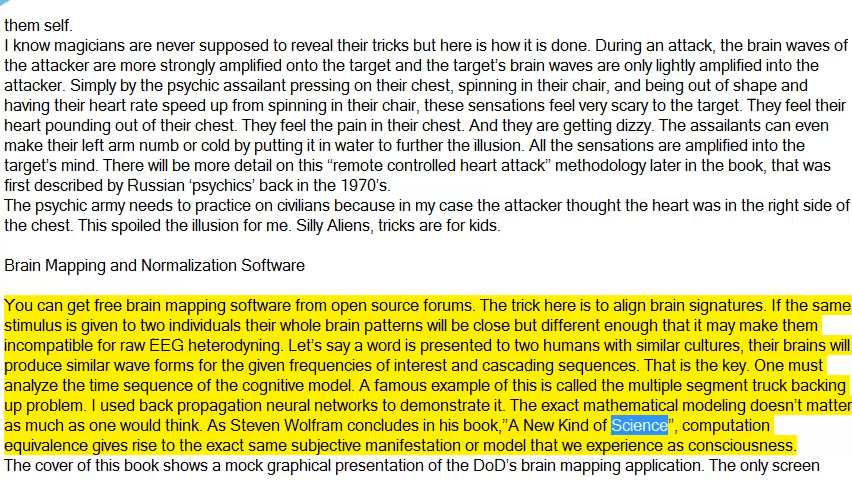 them self.
I know magicians are never supposed to reveal their tricks but here is how it is done. During an attack, the brain waves of
the attacker are more strongly amplified onto the target and the target's brain waves are only lightly amplified into the
attacker. Simply by the psychic assailant pressing on their chest, spinning in their chair, and being out of shape and
having their heart rate speed up from spinning in their chair, these sensations feel very scary to the target. They feel their
heart pounding out of their chest. They feel the pain in their chest. And they are getting dizzy. The assailants can even
make their left arm numb or cold by putting it in water to further the illusion. All the sensations are amplified into the
target's mind. There will be more detail on this “remote controlled heart attack” methodology later in the book, that was
first described by Russian ‘psychics’ back in the 1970’s.
The psychic army needs to practice on civilians because in my case the attacker thought the heart was in the right side of
the chest. This spoiled the illusion for me. Silly Aliens, tricks are for kids.
Brain Mapping and Normalization Software
You can get free brain mapping software from open source forums. The trick here is to align brain signatures. If the same
stimulus is given to two individuals their whole brain patterns will be close but different enough that it may make them
incompatible for raw EEG heterodyning. Let’s say a word is presented to two humans with similar cultures, their brains will
produce similar wave forms for the given frequencies of interest and cascading sequences. That is the key. One must
analyze the time sequence of the cognitive model. A famous example of this is called the multiple segment truck backing
up problem. I used back propagation neural networks to demonstrate it. The exact mathematical modeling doesn’t matter
as much as one would think. As Steven Wolfram concludes in his book,”A New Kind of Science”, computation
equivalence gives rise to the exact same subjective manifestation or model that we experience as consciousness.
The cover of this book shows a mock graphical presentation of the DoD’s brain mapping application. The only screen